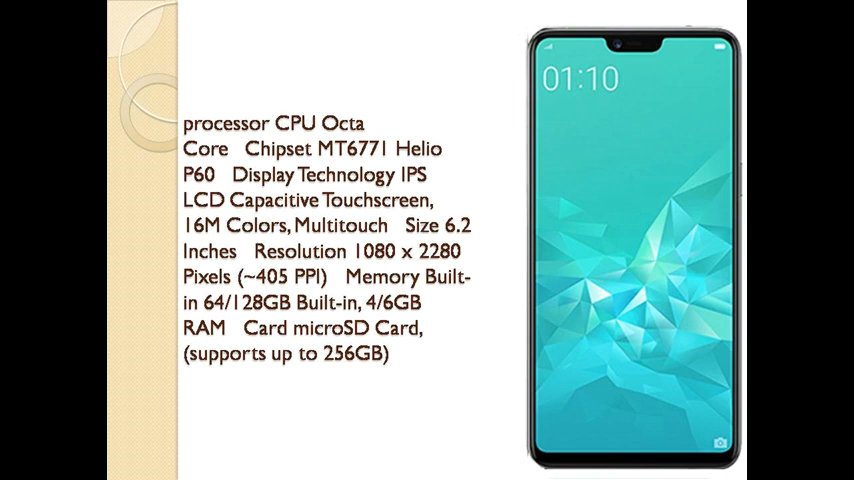 processor CPU Octa
Core   Chipset MT6771 Helio
P60   Display Technology IPS
LCD Capacitive Touchscreen,
16M Colors, Multitouch   Size 6.2
Inches   Resolution 1080 x 2280
Pixels (~405 PPI)   Memory Built-
in 64/128GB Built-in, 4/6GB
RAM   Card microSD Card,
(supports up to 256GB)
01:10